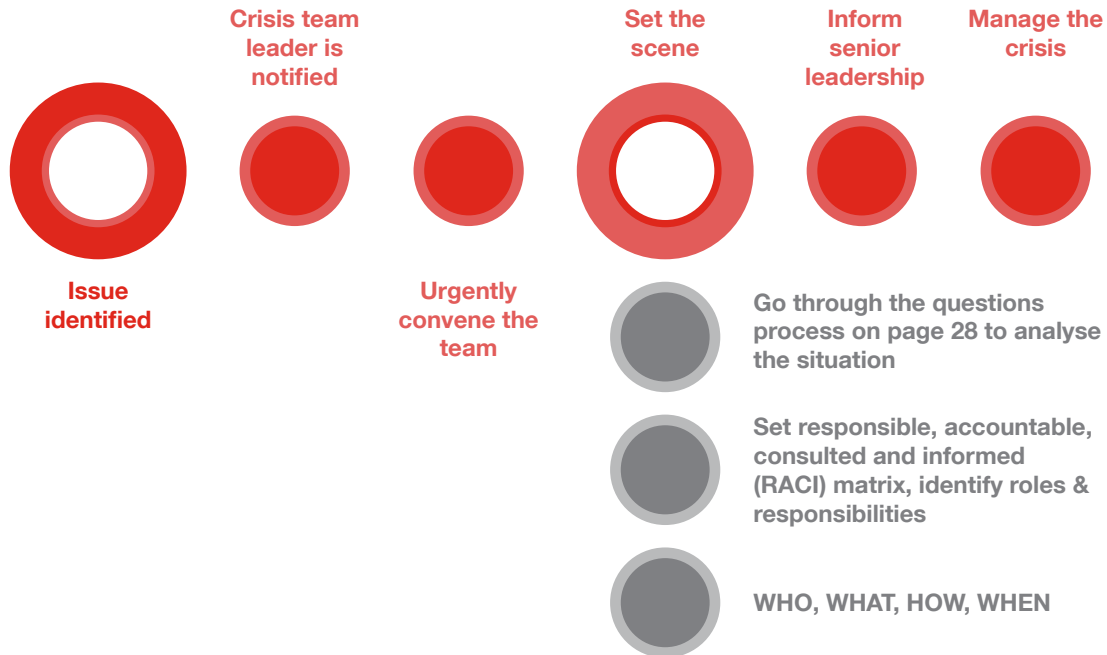 Crisis team
leader is
notified
Set the
scene
Inform
senior
leadership
Manage the
crisis
Issue
identified
Urgently
convene the
team
Go through the questions
process on page 28 to analyse
the situation
Set responsible, accountable,
consulted and informed
(RACI) matrix, identify roles &
responsibilities
WHO, WHAT, HOW, WHEN